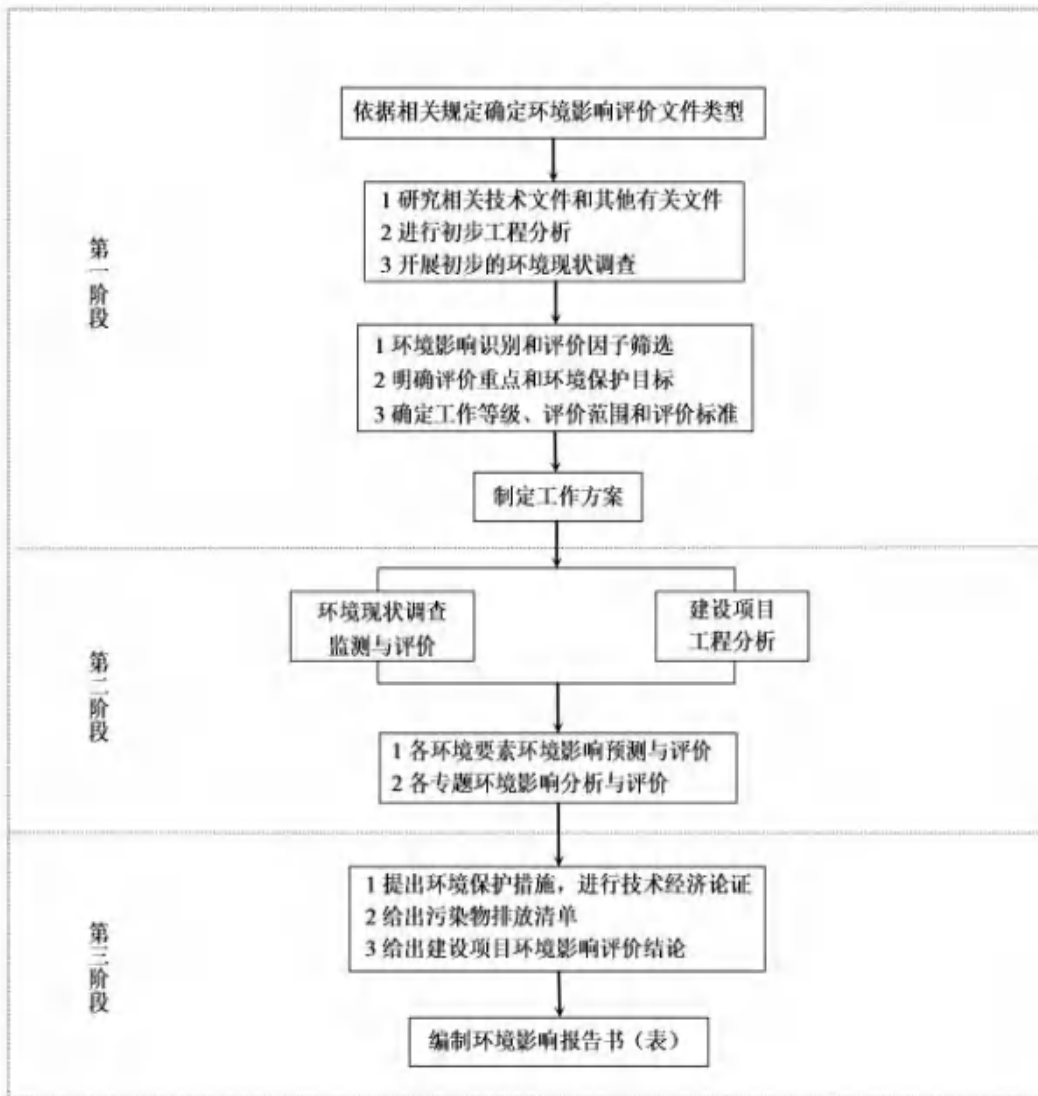 依据相关规定确定环境影响评价文件类型
1 研究相关技术文件和其他有关文件
2 进行初步工程分析
3 开展初步的环境现状调查
第一阶段
1 环境影响识别和评价因子筛选
2 明确评价重点和环境保护目标
3 确定工作等级、评价范围和评价标准
制定工作方案
环境现状调查
监测与评价
建设项目
工程分析
第二阶段
1 各环境要素环境影响预测与评价
2 各专题环境影响分析与评价
1 提出环境保护措施，进行技术经济论证
2 给出污染物排放清单
3 给出建设项目环境影响评价结论
第三阶段
编制环境影响报告书（表）